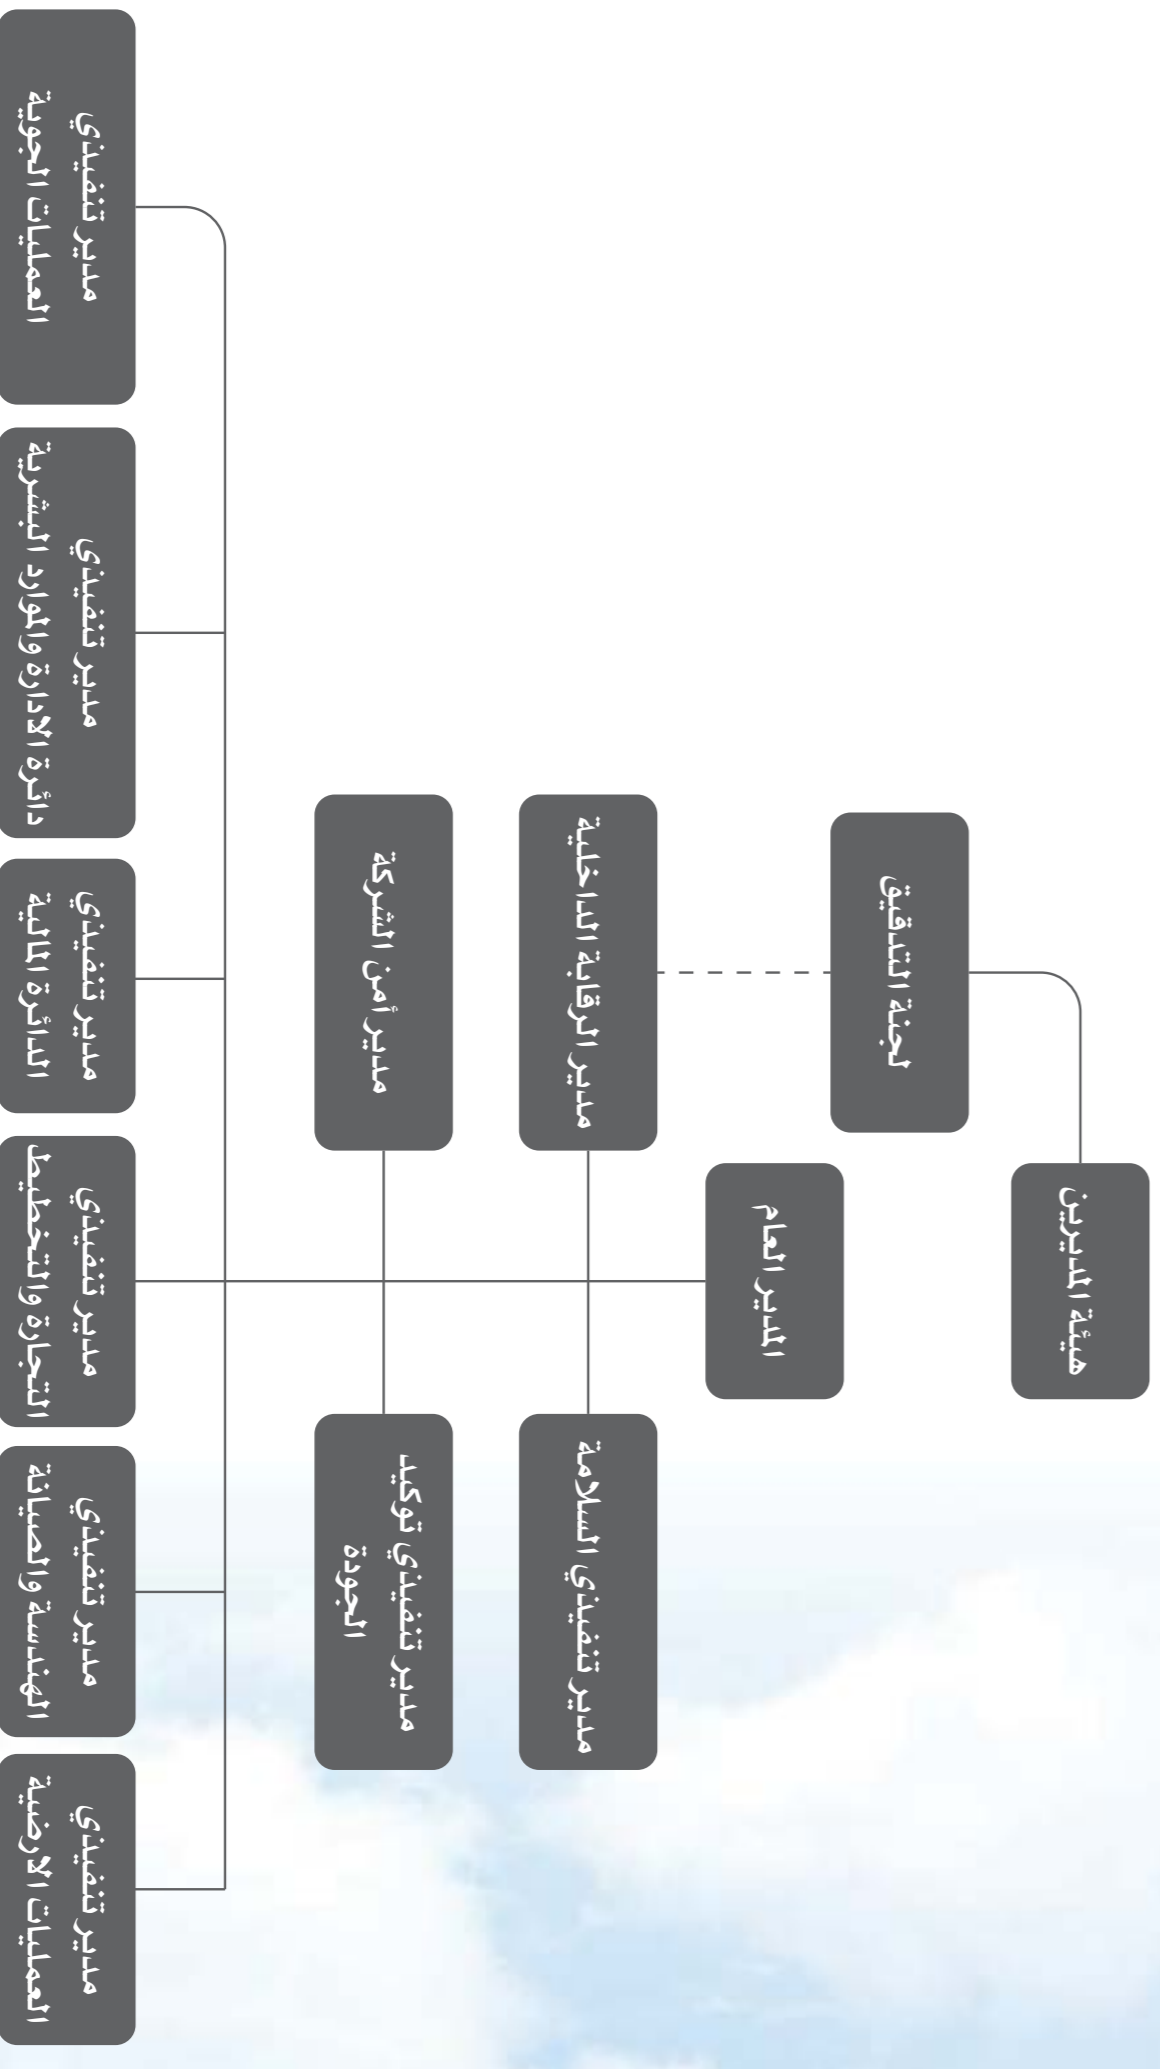 هيئة المديرين
لجنة التدقيق
المدير العام
مدير تنفيذي السلامة
مدير الرقابة الداخلية
مدير تنفيذي توكيد
الجودة
مدير أمن الشركة
مدير تنفيذي
العمليات الارضية
مدير تنفيذي
الهندسة والصيانة
مدير تنفيذي
التجارة والتخطيط
مدير تنفيذي
الدائرة المالية
مدير تنفيذي
دائرة الادارة والموارد البشرية
مدير تنفيذي
العمليات الجوية